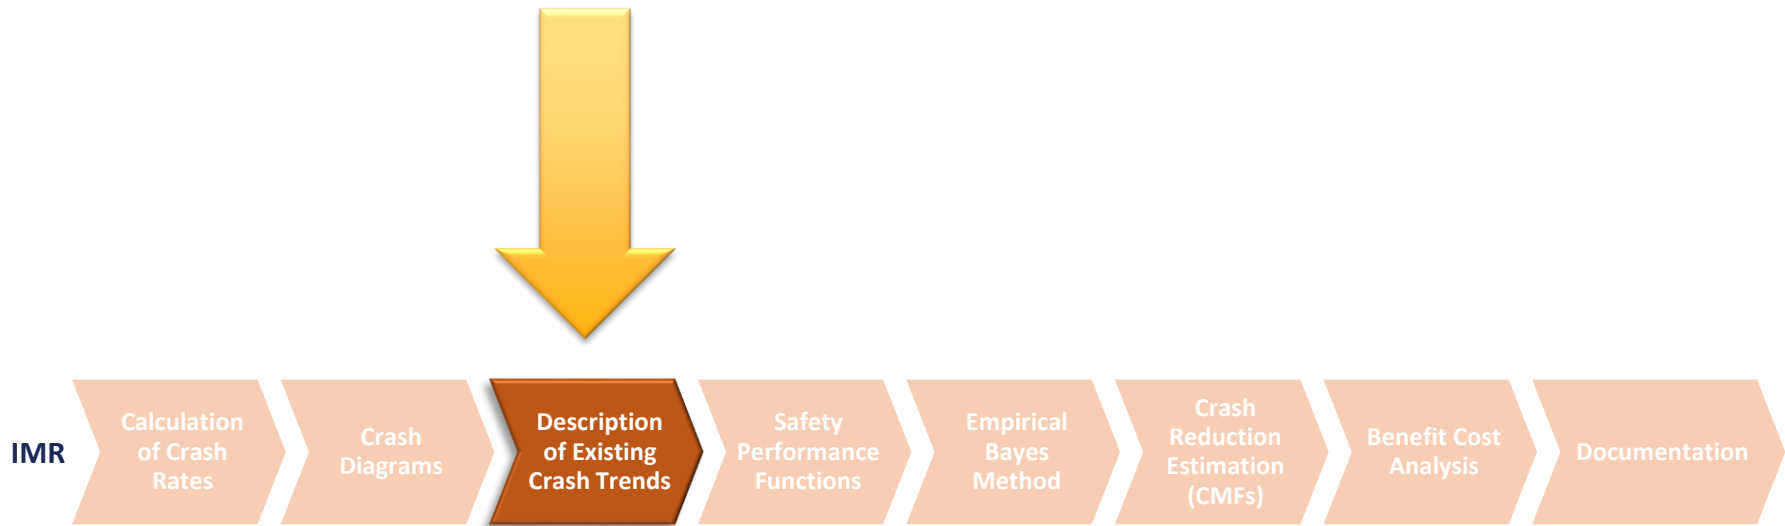 IMR
Calculation
of Crash
Rates
Crash
Diagrams
Description
of Existing
Crash Trends
Safety
Performance
Functions
Empirical
Bayes
Method
Crash
Reduction
Estimation
(CMFs)
Benefit Cost
Analysis
Documentation